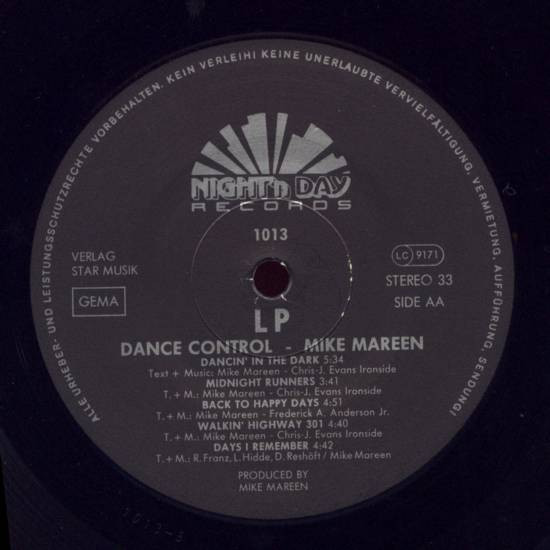 ALLE URHEBER- UND LEISTUNGSSCHUTZRECHTE VORBEHALTEN. KEIN VERLEIH! KEINE UNERLAUBTE VERVIELFÄLTIGUNG, VERMIETUNG, AUFFÜHRUNG, SENDUNG!
NIGHT'n DAY
RECORDS
1013
VERLAG
STAR MUSIK
GEMA
LC 9171
STEREO 33
SIDE AA
LP
DANCE CONTROL - MIKE MAREEN
DANCIN' IN THE DARK 5:34
Text + Music: Mike Mareen - Chris-J. Evans Ironside
MIDNIGHT RUNNERS 3:41
T. + M.: Mike Mareen - Chris-J. Evans Ironside
BACK TO HAPPY DAYS 4:51
T. + M.: Mike Mareen - Frederick A. Anderson Jr.
WALKIN' HIGHWAY 301 4:40
T. + M.: Mike Mareen - Chris-J. Evans Ironside
DAYS I REMEMBER 4:42
T. + M.: R. Franz, L. Hidde, D. Reshöft / Mike Mareen
PRODUCED BY
MIKE MAREEN